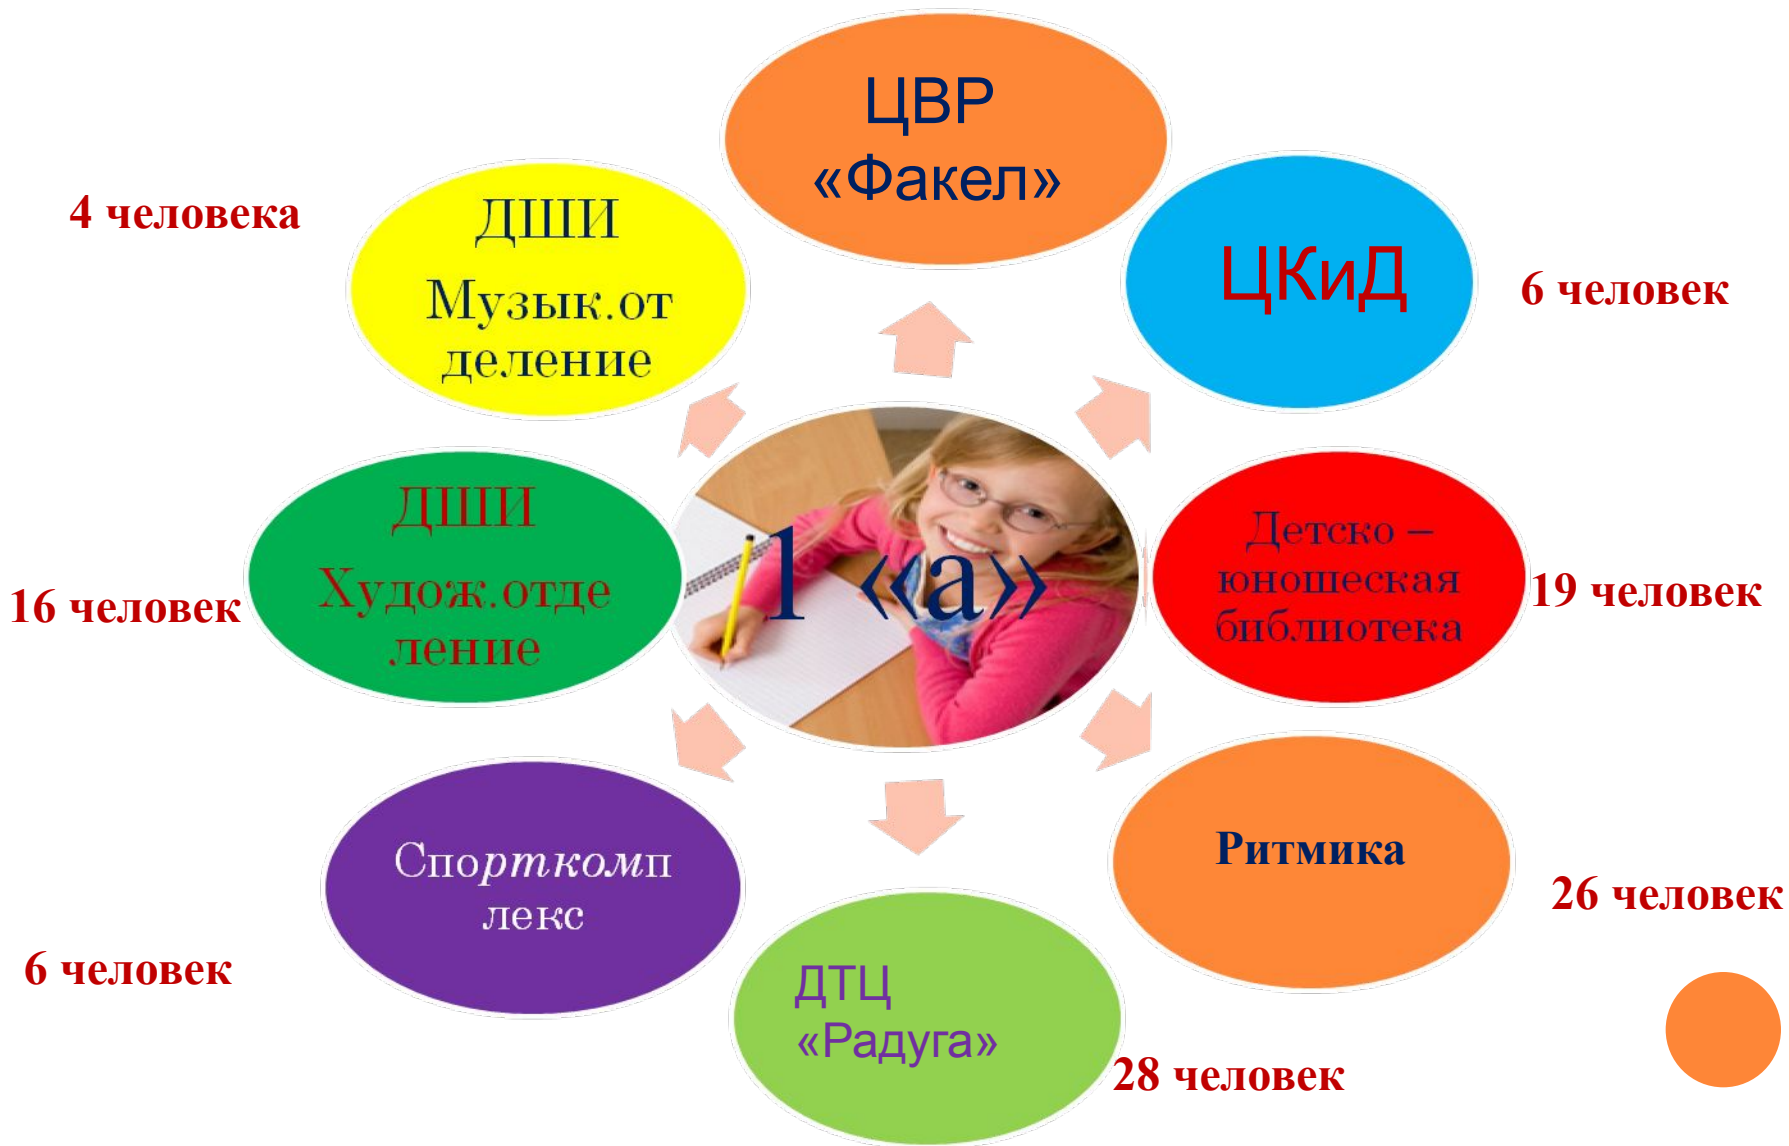 ЦВР
«Факел»
4 человека
ДШИ
Музык.от
деление
ЦКиД
6 человек
16 человек
ДШИ
Худож.отде
ление
1 «а»
Детско –
юношеская
библиотека
19 человек
Спорткомп
лекс
6 человек
Ритмика
26 человек
ДТЦ
«Радуга»
28 человек